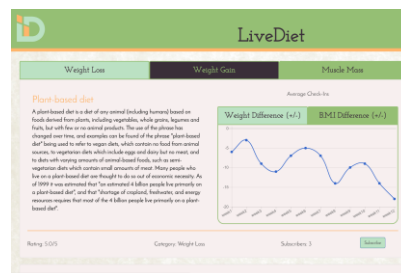 iD
LiveDiet
Weight Loss
Weight Gain
Muscle Mass
Plant-based diet
A plant-based diet is a diet of any animal (including
humans) based on
foods derived from plants, including vegetables, whole grains, legumes and
fruits, but with few or no animal products. The use of the phrase has
changed over time, and examples can be found of the phrase "plant-based
diet" being used to refer to vegan diets, which contain no food from animal
sources, to vegetarian diets which include eggs and dairy but no meat, and
to diets with varying amounts of animal-based foods, such as semi-
vegetarian diets which contain small amounts of meat. "Many people who
live on a plant-based diet are thought to do so out of economic necessity. As
of 1999 it was estimated that "an estimated 4 billion people live primarily on
a plant-based diet", and that "shortage of cropland, freshwater, and energy
resources requires that most of the 4 billion people live primarily on a plant-
based diet".
Average Check-Ins
Weight Difference (+/-)
BMI Difference (+/-)
0
-5
-10
-15
-20
Rating: 5.0/5
Category: Weight Loss
Subscribers: 3
Subscribe